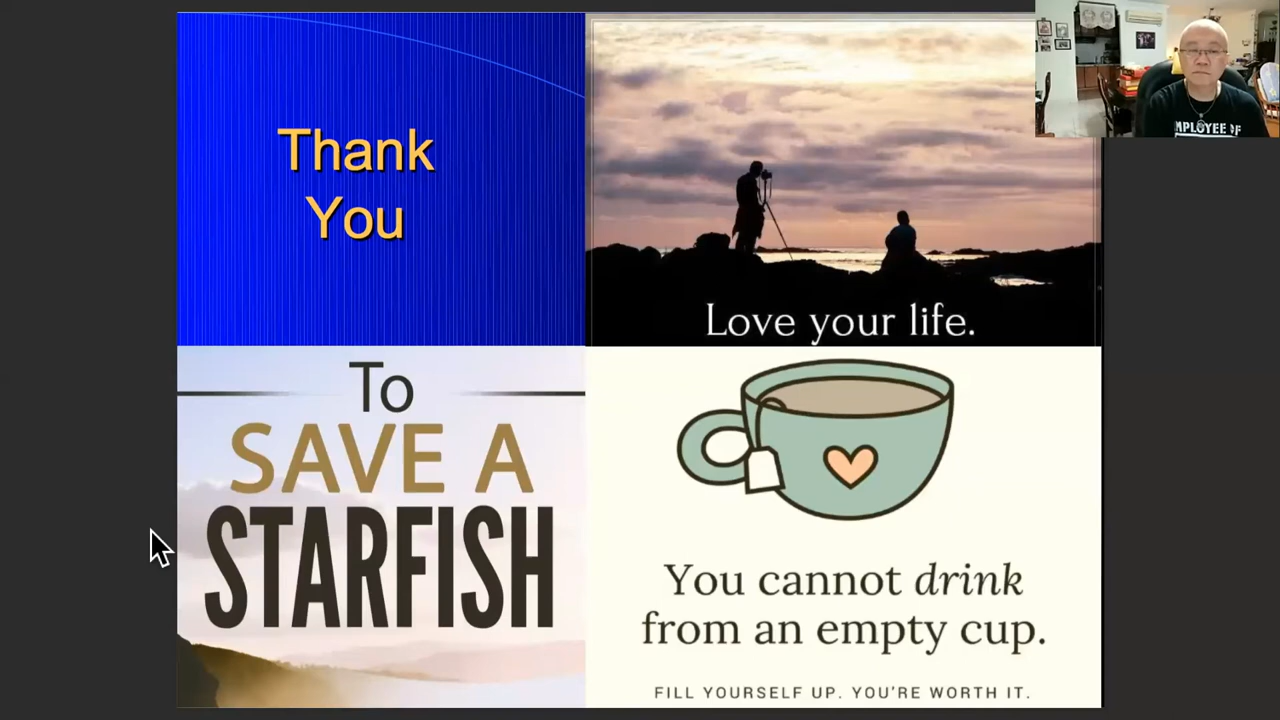 Thank
You
Love your life.
To
SAVE A
STARFISH
You cannot drink
from an empty cup.
FILL YOURSELF UP. YOU'RE WORTH IT.
MPLOYEE OF